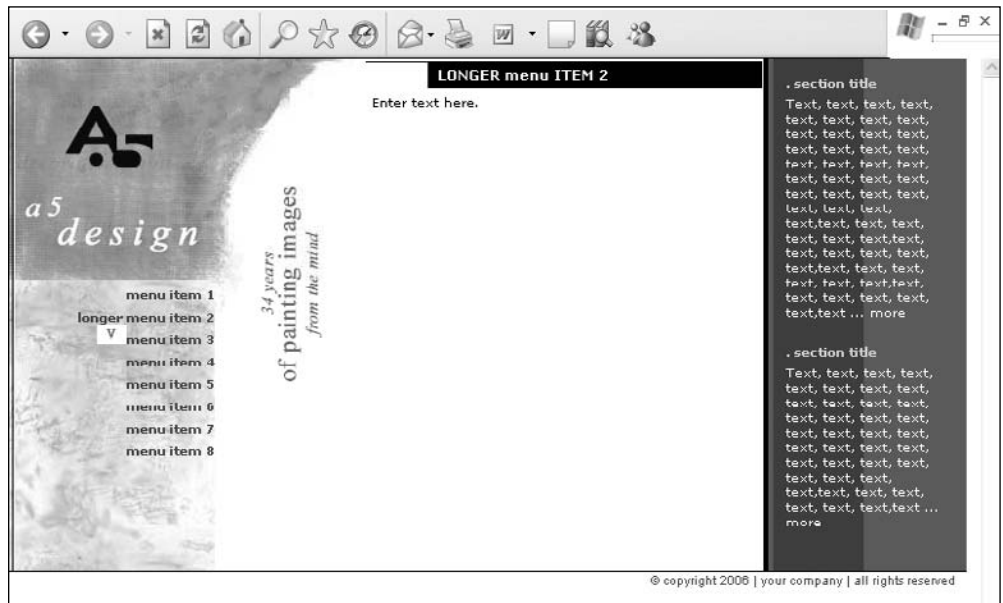 LONGER menu ITEM 2
Enter text here.
a 5
design
34 years
of painting images
from the mind
menu item 1
longer menu item 2
V
menu item 3
menu item 4
menu item 5
menu item 6
menu item 7
menu item 8
. section title
Text, text, text, text,
text, text, text, text,
text, text, text, text,
text, text, text, text,
text, text, text, text,
text, text, text, text,
text, text, text, text,
text, text, text,
text,text, text, text,
text, text, text,text,
text, text, text, text,
text,text, text, text,
text, text, text,text,
text, text, text, text,
text,text ... more
. section title
Text, text, text, text,
text, text, text, text,
text, text, text, text,
text, text, text, text,
text, text, text, text,
text, text, text, text,
text, text, text, text,
text, text, text,
text,text, text, text,
text, text, text,text ...
more
© copyright 2006 | your company | all rights reserved